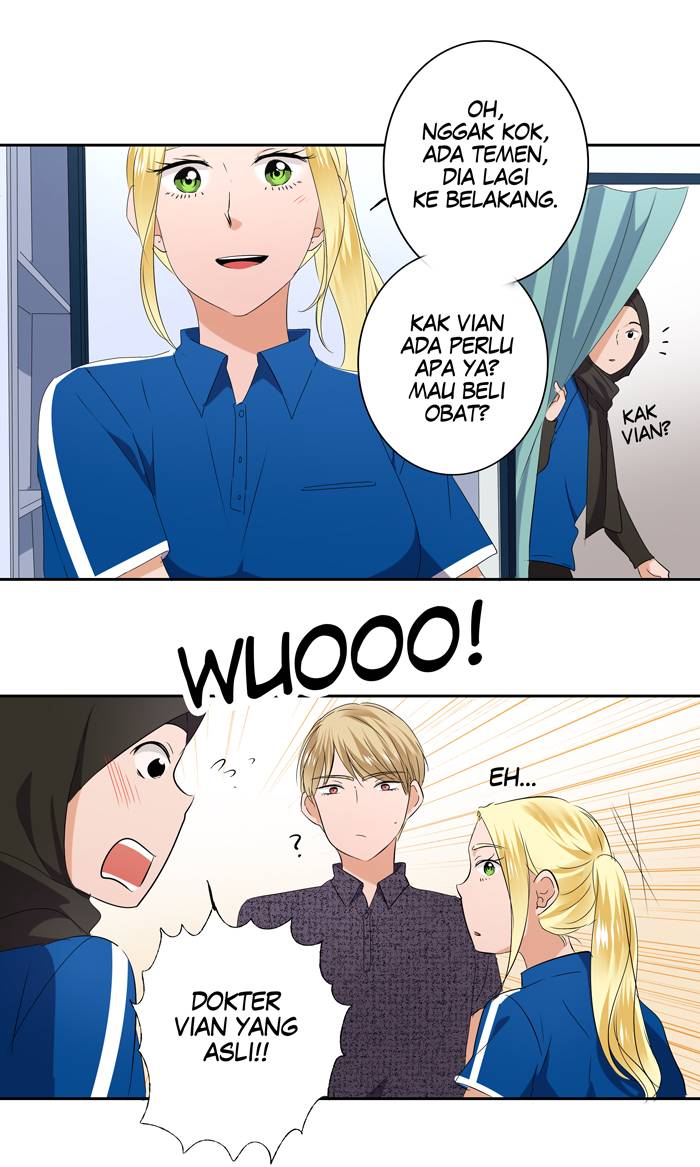 OH,
NGGAK KOK,
ADA TEMEN,
DIA LAGI
KE BELAKANG.
KAK VIAN
ADA PERLU
APA YA?
MAU BELI
OBAT?
KAK
VIAN?
WUOOO!
EH...
?
DOKTER
VIAN YANG
ASLI!!